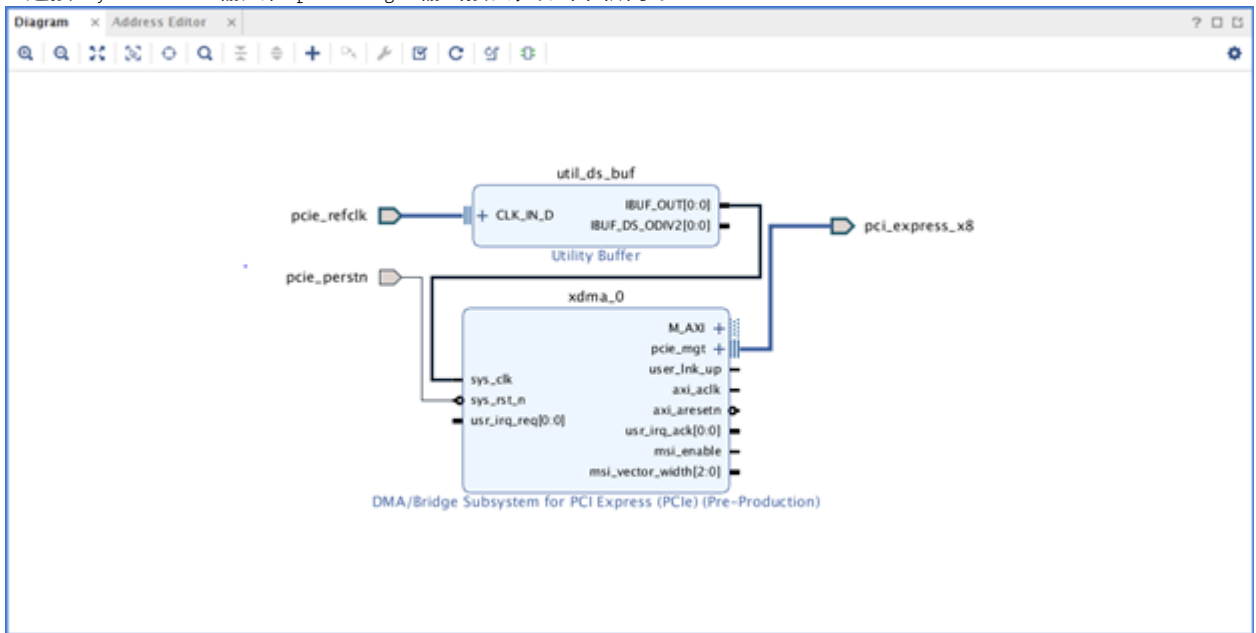 Diagram × Address Editor × ? □
util_ds_buf
pcie_refclk
CLK_IN_D
IBUF_OUT[0:0]
IBUF_DS_ODIV2[0:0]
pci_express_x8
Utility Buffer
pcie_perstn
xdma_0
M_AXI
pcie_mgt
user_lnk_up
sys_clk
axi_aclk
sys_rst_n
axi_aresetn
usr_irq_req[0:0]
usr_irq_ack[0:0]
msi_enable
msi_vector_width[2:0]
DMA/Bridge Subsystem for PCI Express (PCIe) (Pre-Production)